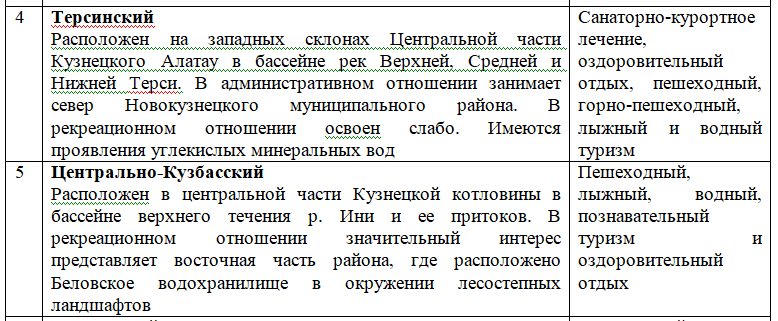 4
Терсинский
Расположен на западных склонах Центральной части
Кузнецкого Алатау в бассейне рек Верхней, Средней и
Нижней Терси. В административном отношении занимает
север Новокузнецкого муниципального района. В
рекреационном отношении освоен слабо. Имеются
проявления углекислых минеральных вод
Санаторно-курортное
лечение,
оздоровительный
отдых, пешеходный,
горно-пешеходный,
лыжный и водный
туризм
5
Центрально-Кузбасский
Расположен в центральной части Кузнецкой котловины в
бассейне верхнего течения р. Ини и ее притоков. В
рекреационном отношении значительный интерес
представляет восточная часть района, где расположено
Беловское водохранилище в окружении лесостепных
ландшафтов
Пешеходный,
лыжный, водный,
познавательный
туризм и
оздоровительный
отдых